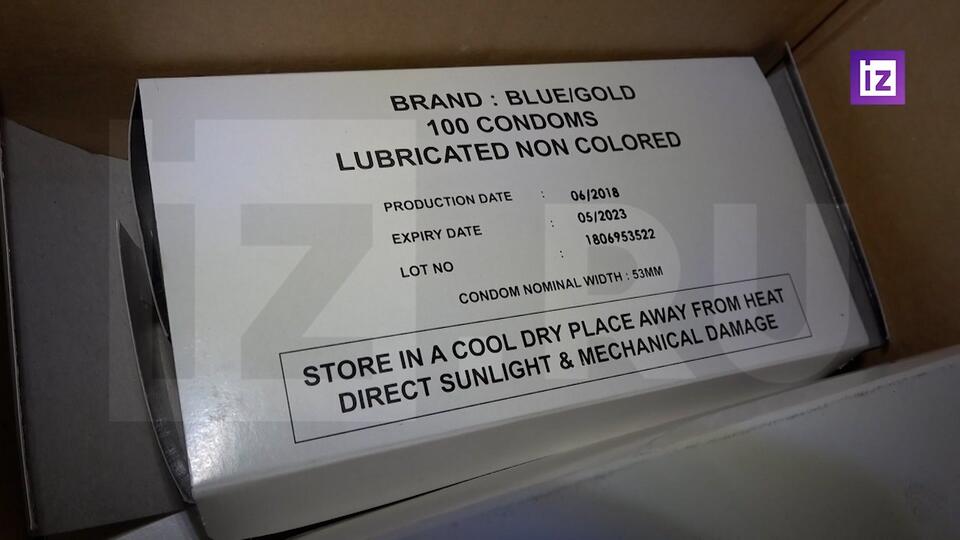 BRAND : BLUE/GOLD
100 CONDOMS
LUBRICATED NON COLORED
PRODUCTION DATE : 06/2018
EXPIRY DATE : 05/2023
LOT NO : 1806953522
CONDOM NOMINAL WIDTH : 53MM
STORE IN A COOL DRY PLACE AWAY FROM HEAT
DIRECT SUNLIGHT & MECHANICAL DAMAGE
iz
iz RU